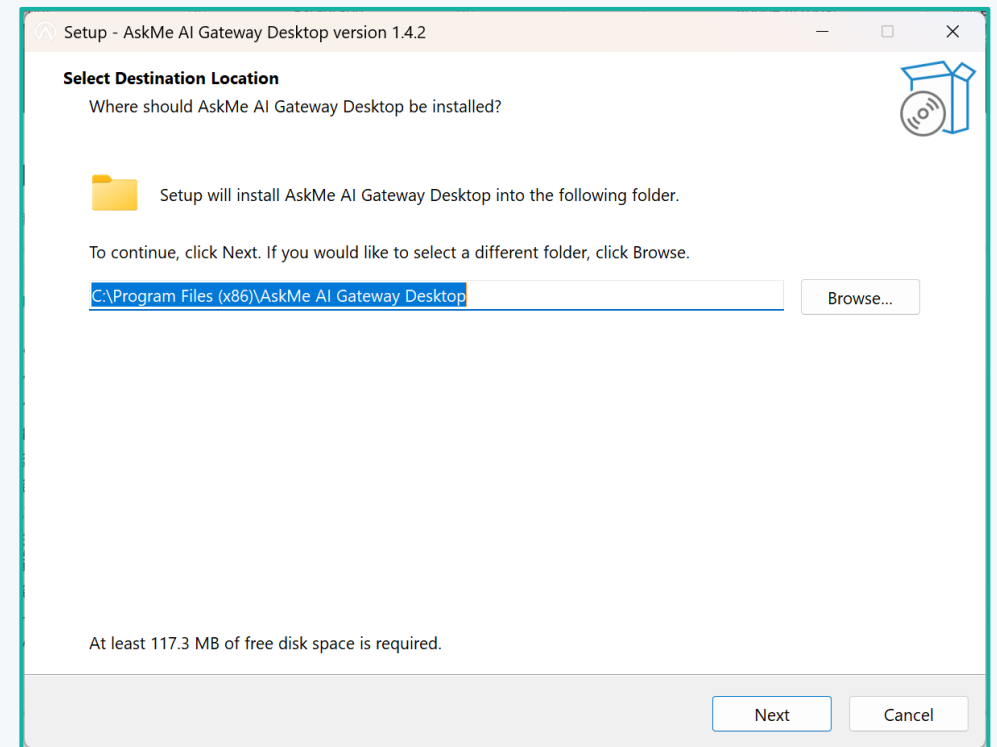 Setup - AskMe AI Gateway Desktop version 1.4.2
Select Destination Location
Where should AskMe AI Gateway Desktop be installed?
Setup will install AskMe AI Gateway Desktop into the following folder.
To continue, click Next. If you would like to select a different folder, click Browse.
C:\Program Files (x86)\AskMe AI Gateway Desktop
Browse...
At least 117.3 MB of free disk space is required.
Next
Cancel